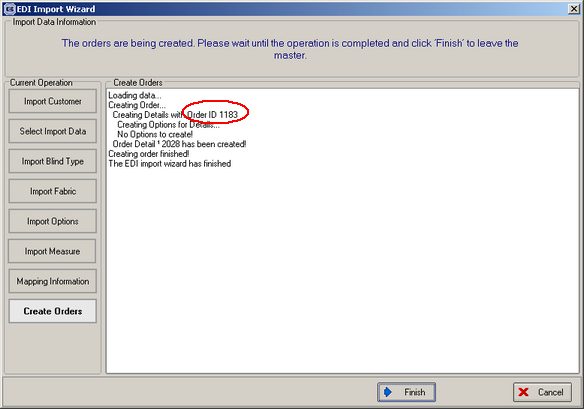 EDI Import Wizard
Import Data Information
The orders are being created. Please wait until the operation is completed and click 'Finish' to leave the
master.
Current Operation
Import Customer
Select Import Data
Import Blind Type
Import Fabric
Import Options
Import Measure
Mapping Information
Create Orders
Create Orders
Loading data...
Creating Order...
Creating Details with Order ID 1183
Creating Options for Details...
No Options to create!
Order Detail ' 2028 has been created!
Creating order finished!
The EDI import wizard has finished
Finish
Cancel